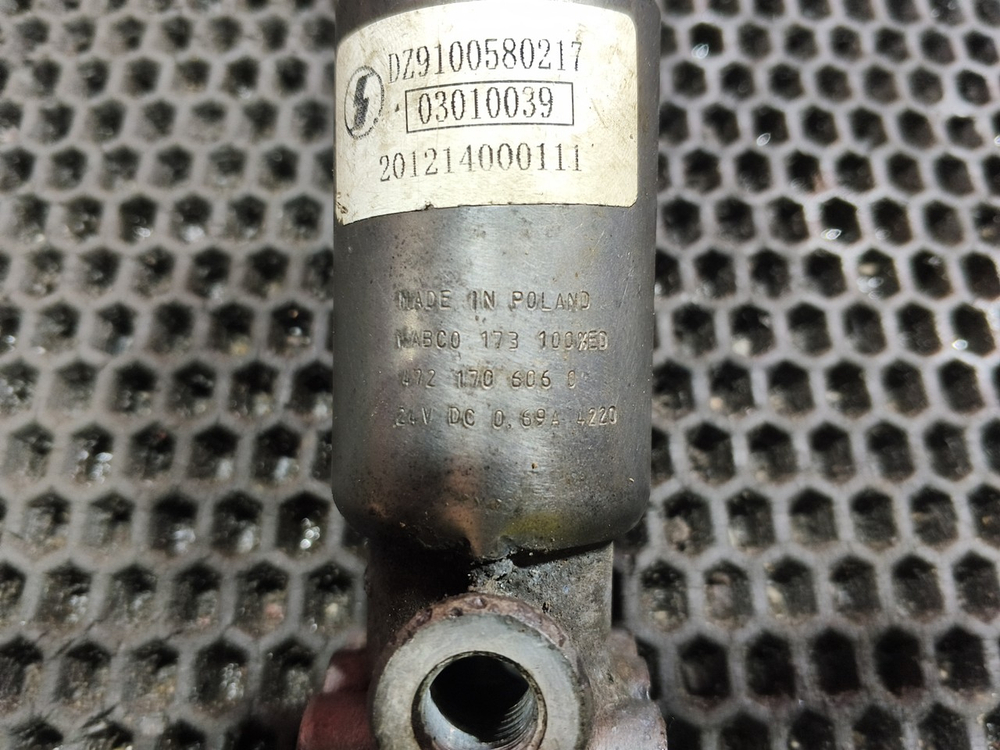 DZ9100580217
03010039
201214000111
MADE IN POLAND
WABCO 173 100%ED
472 170 606 0
24V DC 0,69A 4220